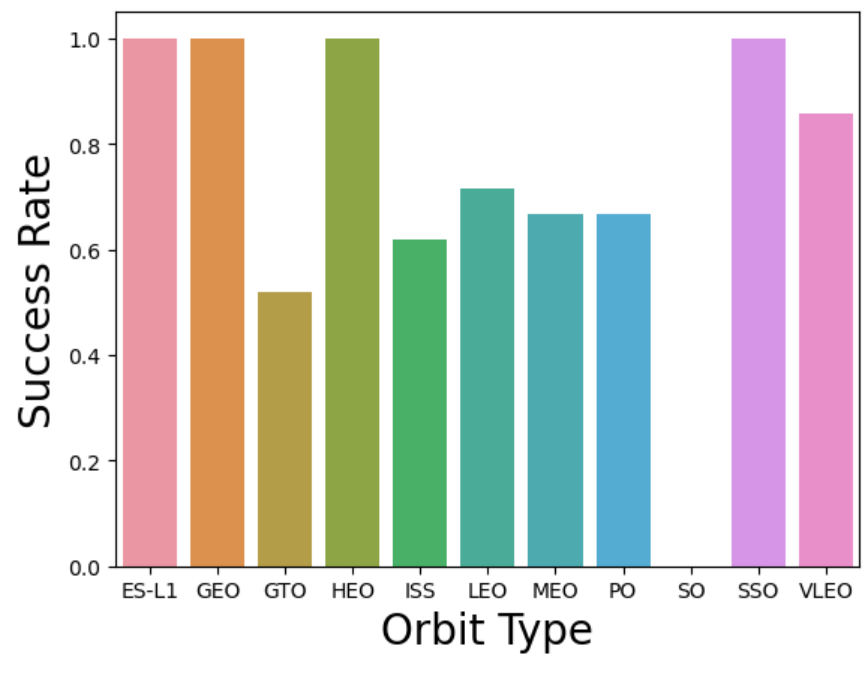 Success Rate
1.0
0.8
0.6
0.4
0.2
0.0
ES-L1 GEO GTO HEO ISS LEO MEO PO SO SSO VLEO
Orbit Type